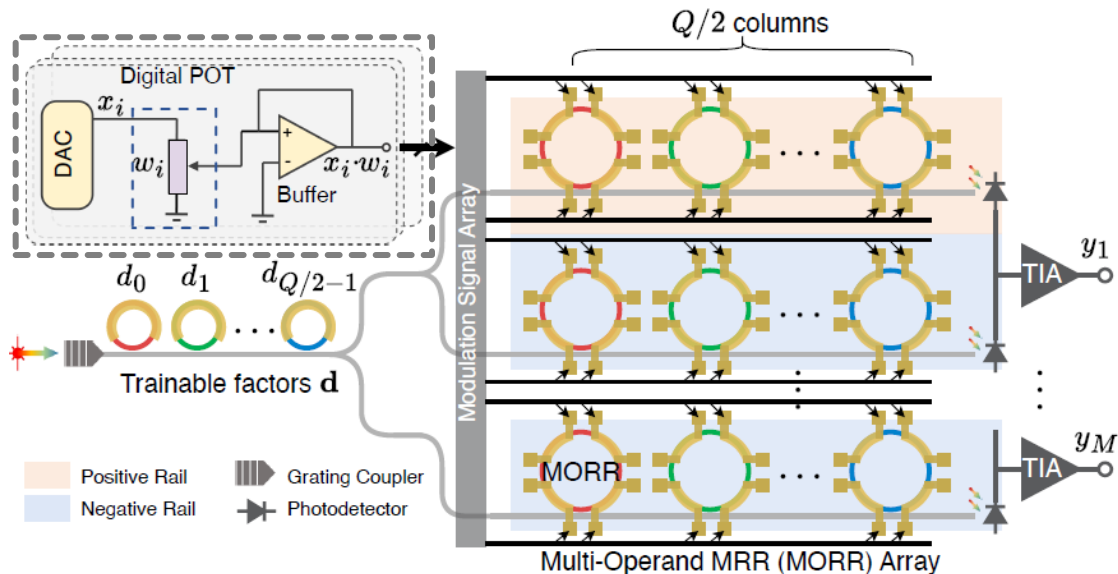 Q/2 columns
Digital POT
DAC
x_i
w_i
x_i·w_i
+
-
Buffer
Modulation Signal Array
d_0 d_1 ... d_{Q/2−1}
Trainable factors d
...
...
...
MORR
TIA
y_1
TIA
y_M
Positive Rail
Negative Rail
Grating Coupler
Photodetector
Multi-Operand MRR (MORR) Array